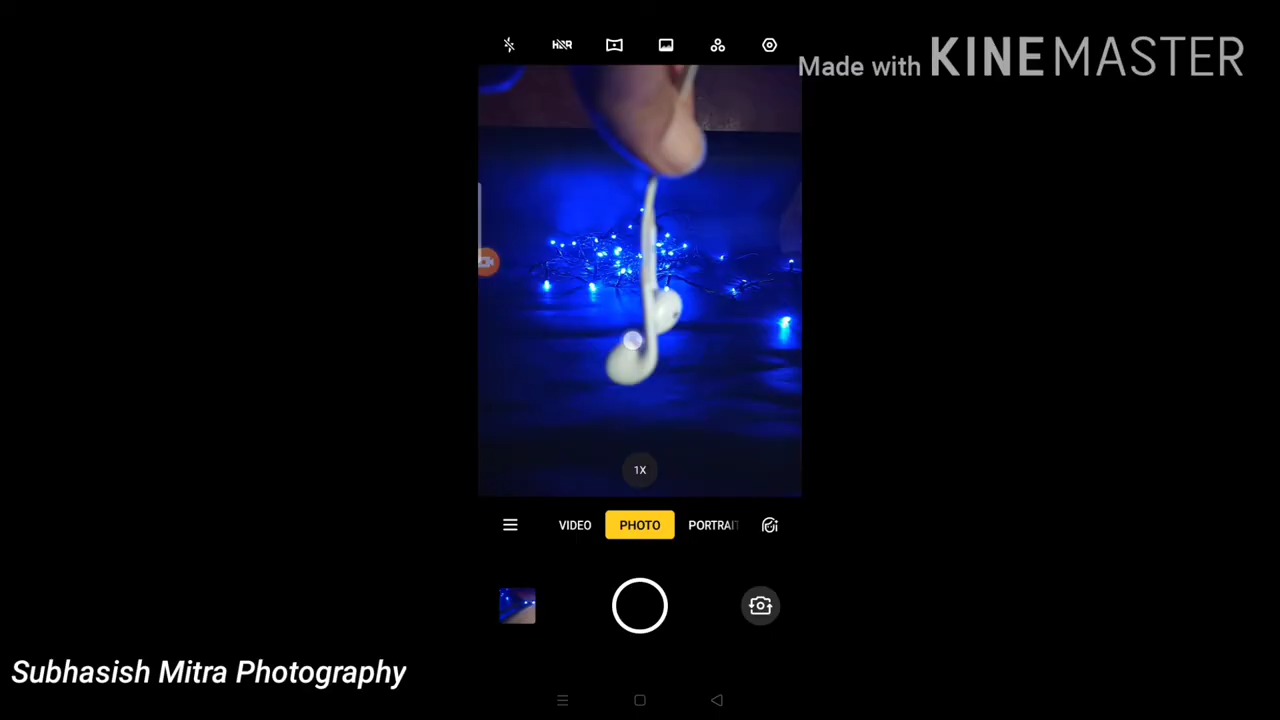 HDR
Made with KINEMASTER
1X
VIDEO PHOTO PORTRAIT
Subhasish Mitra Photography